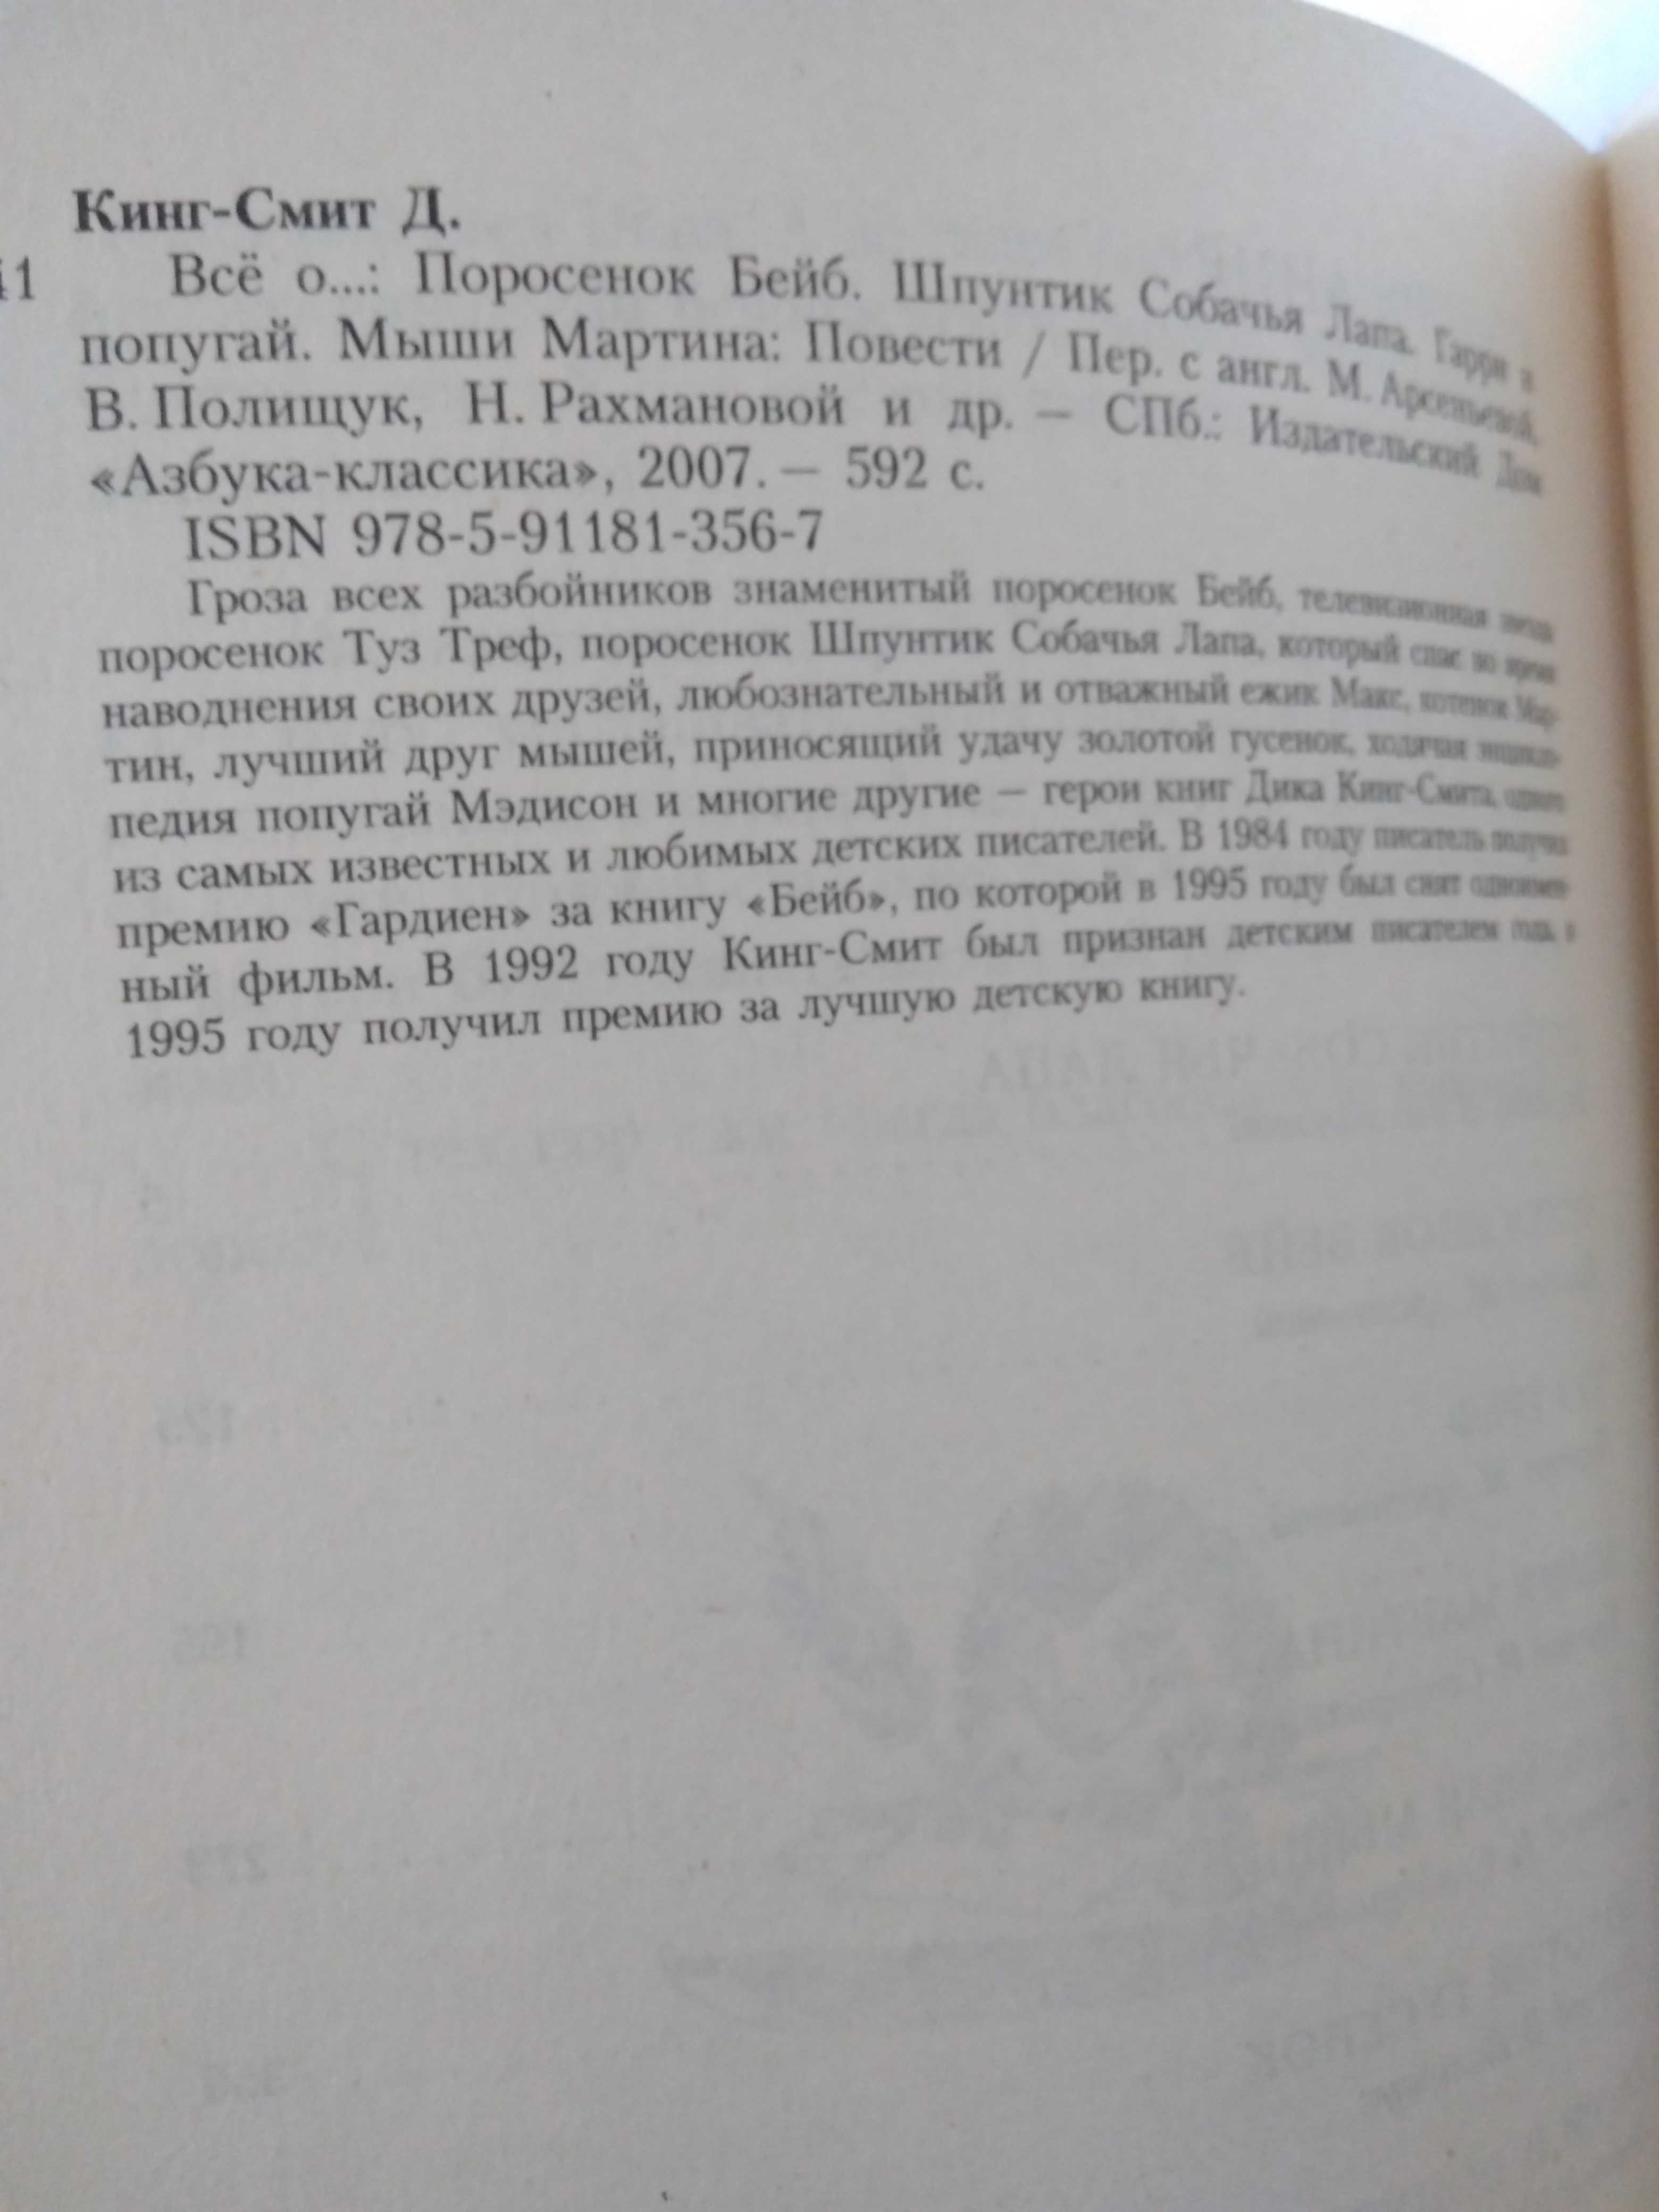 Кинг-Смит Д.
Всё о...: Поросенок Бейб. Шпунтик Собачья Лапа. Гарри и
попугай. Мыши Мартина: Повести / Пер. с англ. М. Арсеньевой,
В. Полищук, Н. Рахмановой и др. — СПб.: Издательский Дом
«Азбука-классика», 2007. — 592 с.
ISBN 978-5-91181-356-7
Гроза всех разбойников знаменитый поросенок Бейб, телевизионная звезда
поросенок Туз Треф, поросенок Шпунтик Собачья Лапа, который спас во время
наводнения своих друзей, любознательный и отважный ежик Макс, котенок Мар-
тин, лучший друг мышей, приносящий удачу золотой гусенок, ходячая энцикло-
педия попугай Мэдисон и многие другие — герои книг Дика Кинг-Смита, одного
из самых известных и любимых детских писателей. В 1984 году писатель получил
премию «Гардиен» за книгу «Бейб», по которой в 1995 году был снят одноимен-
ный фильм. В 1992 году Кинг-Смит был признан детским писателем года, в
1995 году получил премию за лучшую детскую книгу.